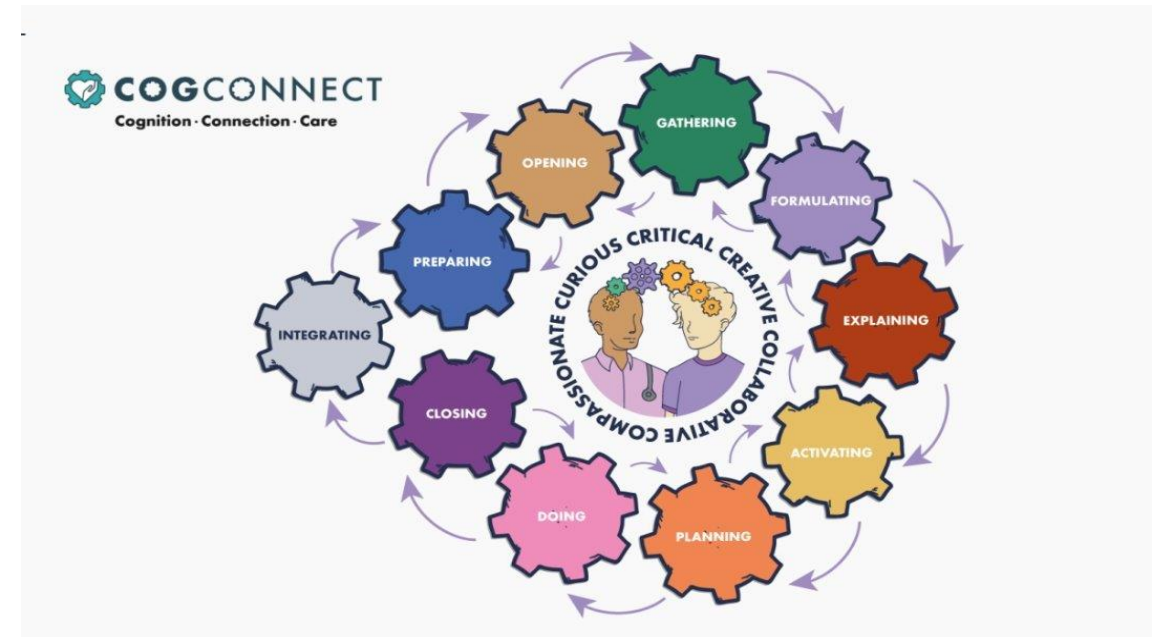 COGCONNECT
Cognition · Connection · Care
GATHERING
OPENING
FORMULATING
PREPARING
EXPLAINING
INTEGRATING
CLOSING
ACTIVATING
DOING
PLANNING
COMPASSIONATE CURIOUS CRITICAL CREATIVE COLLABORATIVE